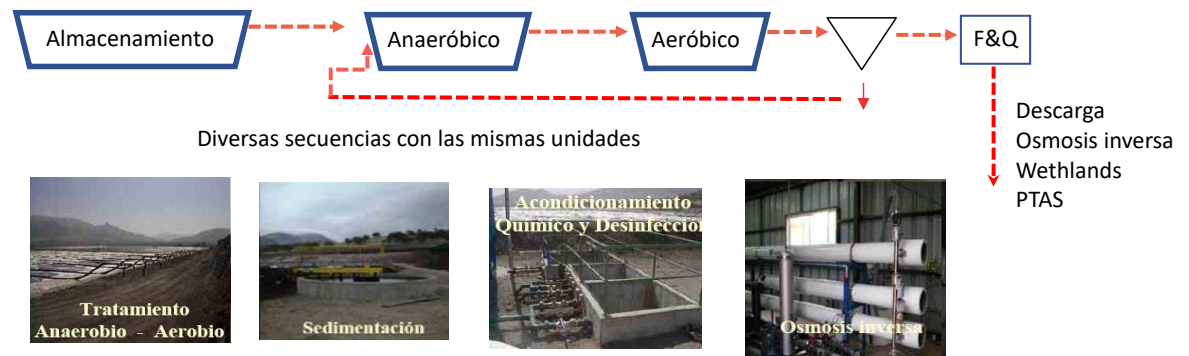 Almacenamiento
Anaeróbico
Aeróbico
F&Q
Descarga
Osmosis inversa
Wethlands
PTAS
Diversas secuencias con las mismas unidades
Tratamiento
Anaerobio - Aerobio
Sedimentación
Acondicionamiento
Químico y Desinfección
Osmosis inversa